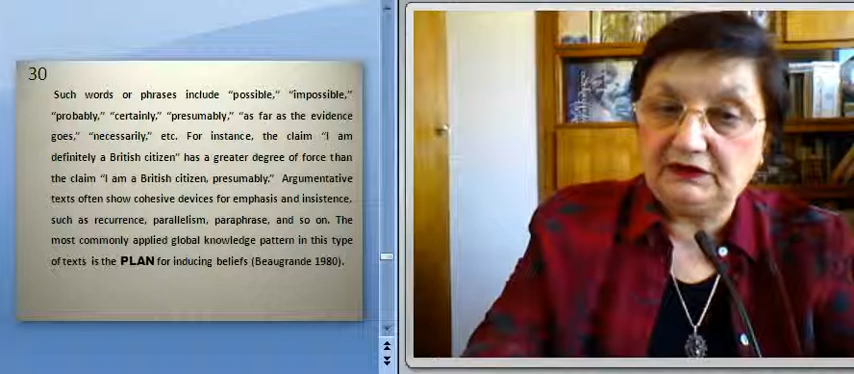 30
Such words or phrases include “possible,” “impossible,”
“probably,” “certainly,” “presumably,” “as far as the evidence
goes,” “necessarily,” etc. For instance, the claim “I am
definitely a British citizen” has a greater degree of force than
the claim “I am a British citizen, presumably.” Argumentative
texts often show cohesive devices for emphasis and insistence,
such as recurrence, parallelism, paraphrase, and so on. The
most commonly applied global knowledge pattern in this type
of texts is the PLAN for inducing beliefs (Beaugrande 1980).